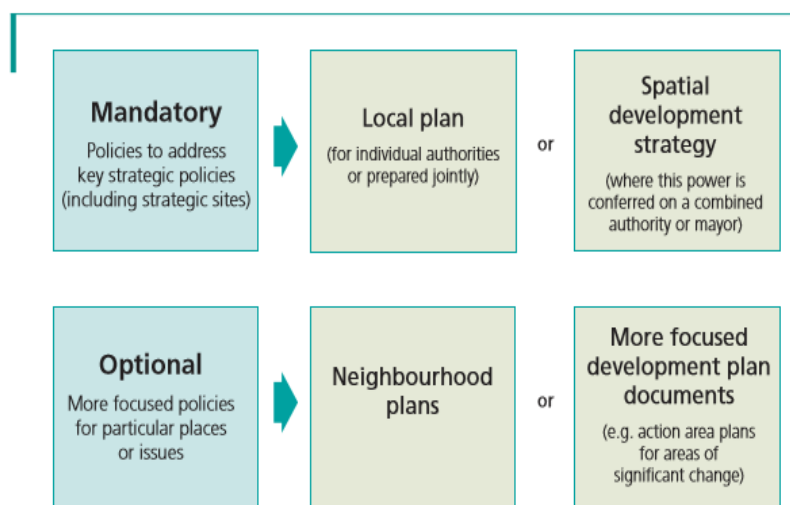 Mandatory
Policies to address
key strategic policies
(including strategic sites)
Local plan
(for individual authorities
or prepared jointly)
or
Spatial
development
strategy
(where this power is
conferred on a combined
authority or mayor)
Optional
More focused policies
for particular places
or issues
Neighbourhood
plans
or
More focused
development plan
documents
(e.g. action area plans
for areas of
significant change)